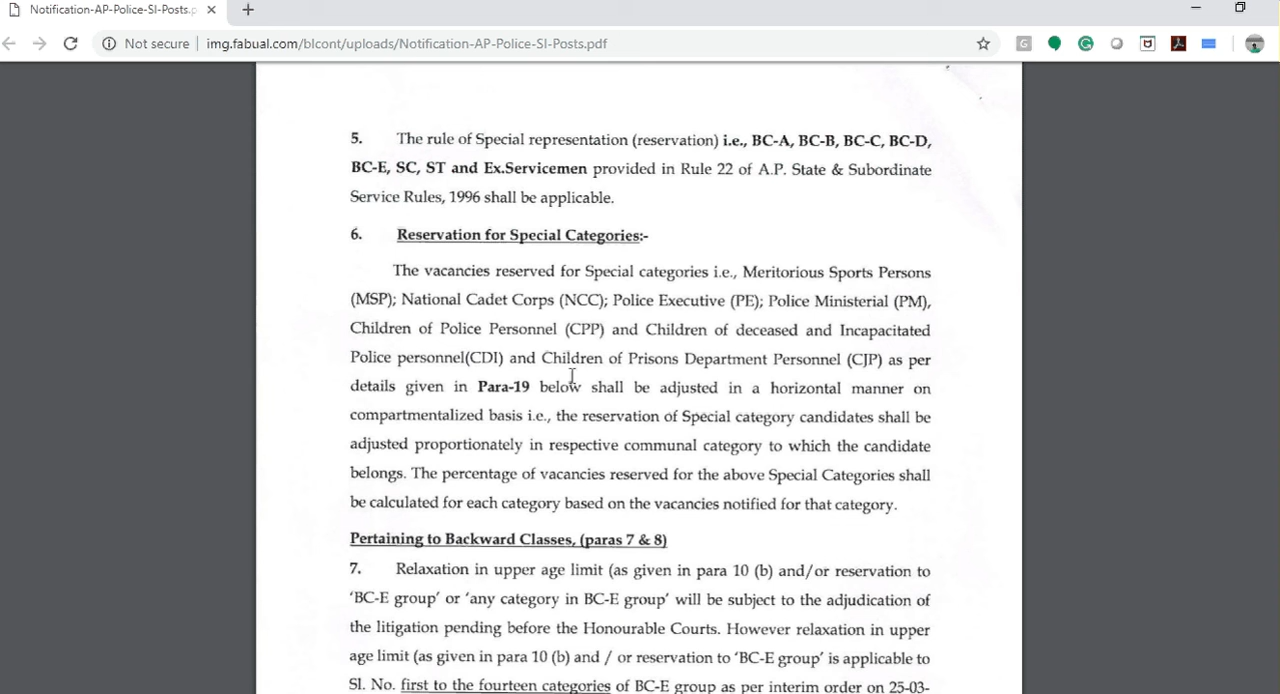 Notification-AP-Police-SI-Posts.p
Not secure | img.fabual.com/blcont/uploads/Notification-AP-Police-SI-Posts.pdf
5. The rule of Special representation (reservation) i.e., BC-A, BC-B, BC-C, BC-D,
BC-E, SC, ST and Ex.Servicemen provided in Rule 22 of A.P. State & Subordinate
Service Rules, 1996 shall be applicable.
6. Reservation for Special Categories:-
The vacancies reserved for Special categories i.e., Meritorious Sports Persons
(MSP); National Cadet Corps (NCC); Police Executive (PE); Police Ministerial (PM),
Children of Police Personnel (CPP) and Children of deceased and Incapacitated
Police personnel(CDI) and Children of Prisons Department Personnel (CJP) as per
details given in Para-19 below shall be adjusted in a horizontal manner on
compartmentalized basis i.e., the reservation of Special category candidates shall be
adjusted proportionately in respective communal category to which the candidate
belongs. The percentage of vacancies reserved for the above Special Categories shall
be calculated for each category based on the vacancies notified for that category.
Pertaining to Backward Classes, (paras 7 & 8)
7. Relaxation in upper age limit (as given in para 10 (b) and/or reservation to
'BC-E group' or 'any category in BC-E group' will be subject to the adjudication of
the litigation pending before the Honourable Courts. However relaxation in upper
age limit (as given in para 10 (b) and / or reservation to 'BC-E group' is applicable to
Sl. No. first to the fourteen categories of BC-E group as per interim order on 25-03-